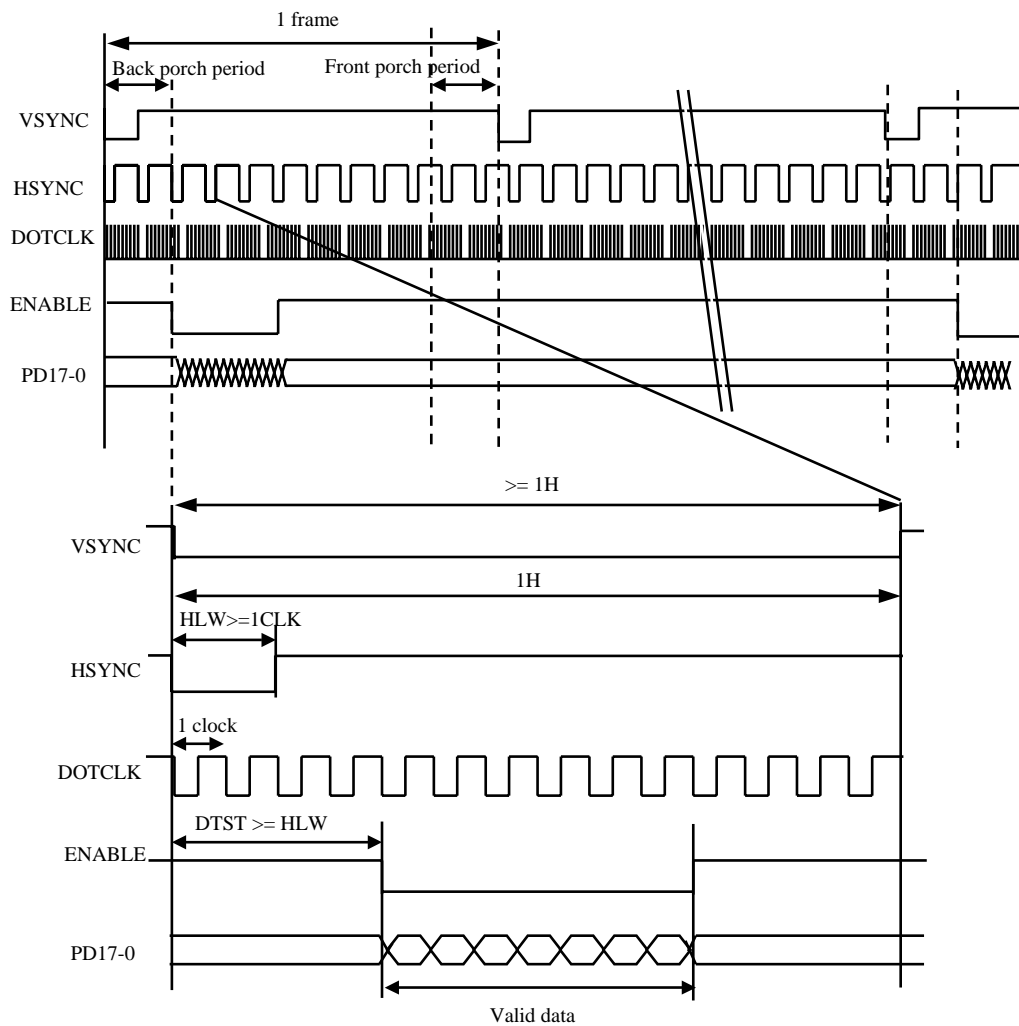 1 frame
Back porch period
Front porch period
VSYNC
HSYNC
DOTCLK
ENABLE
PD17-0
>= 1H
VSYNC
1H
HLW>=1CLK
HSYNC
1 clock
DOTCLK
DTST >= HLW
ENABLE
PD17-0
Valid data